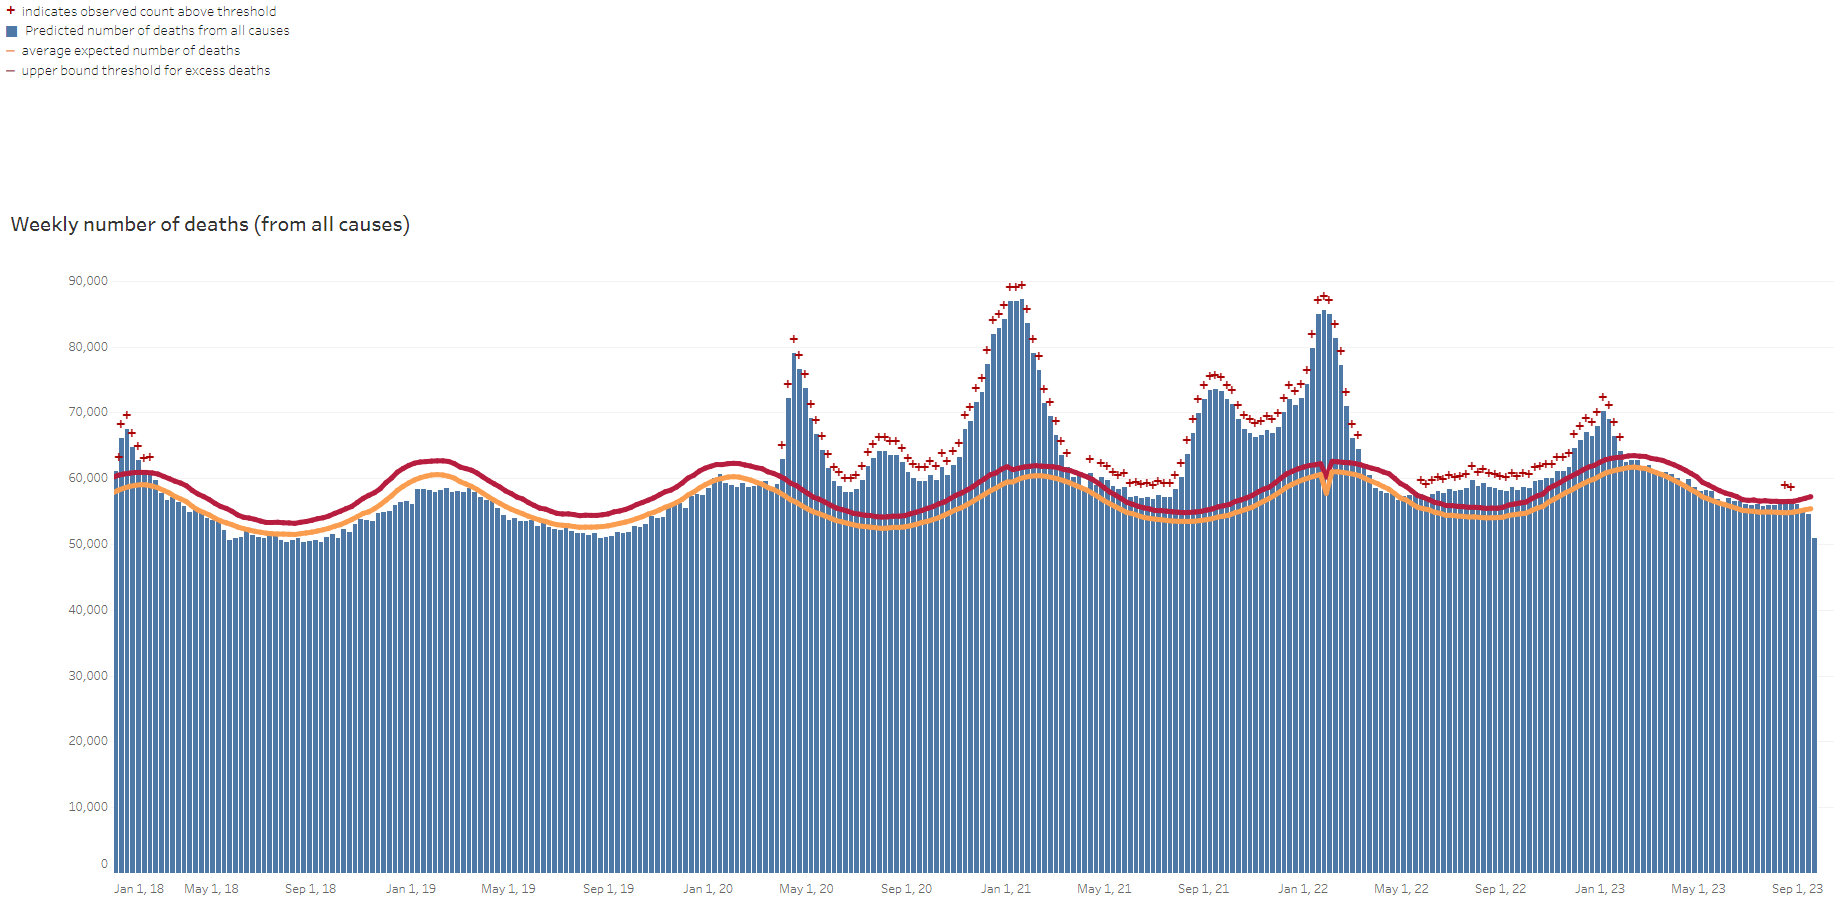 + indicates observed count above threshold
Predicted number of deaths from all causes
average expected number of deaths
upper bound threshold for excess deaths
Weekly number of deaths (from all causes)
90,000
80,000
70,000
60,000
50,000
40,000
30,000
20,000
10,000
0
Jan 1, 18 May 1, 18 Sep 1, 18 Jan 1, 19 May 1, 19 Sep 1, 19 Jan 1, 20 May 1, 20 Sep 1, 20 Jan 1, 21 May 1, 21 Sep 1, 21 Jan 1, 22 May 1, 22 Sep 1, 22 Jan 1, 23 May 1, 23 Sep 1, 23